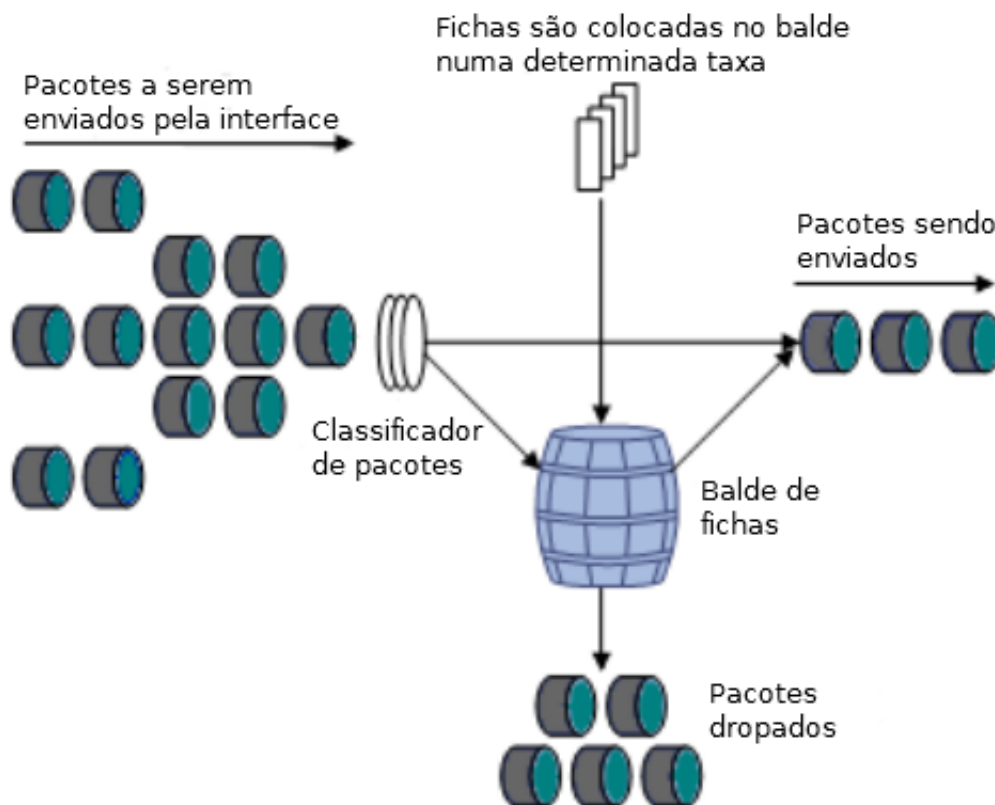 Fichas são colocadas no balde
numa determinada taxa
Pacotes a serem
enviados pela interface
Pacotes sendo
enviados
Classificador
de pacotes
Balde de
fichas
Pacotes
dropados